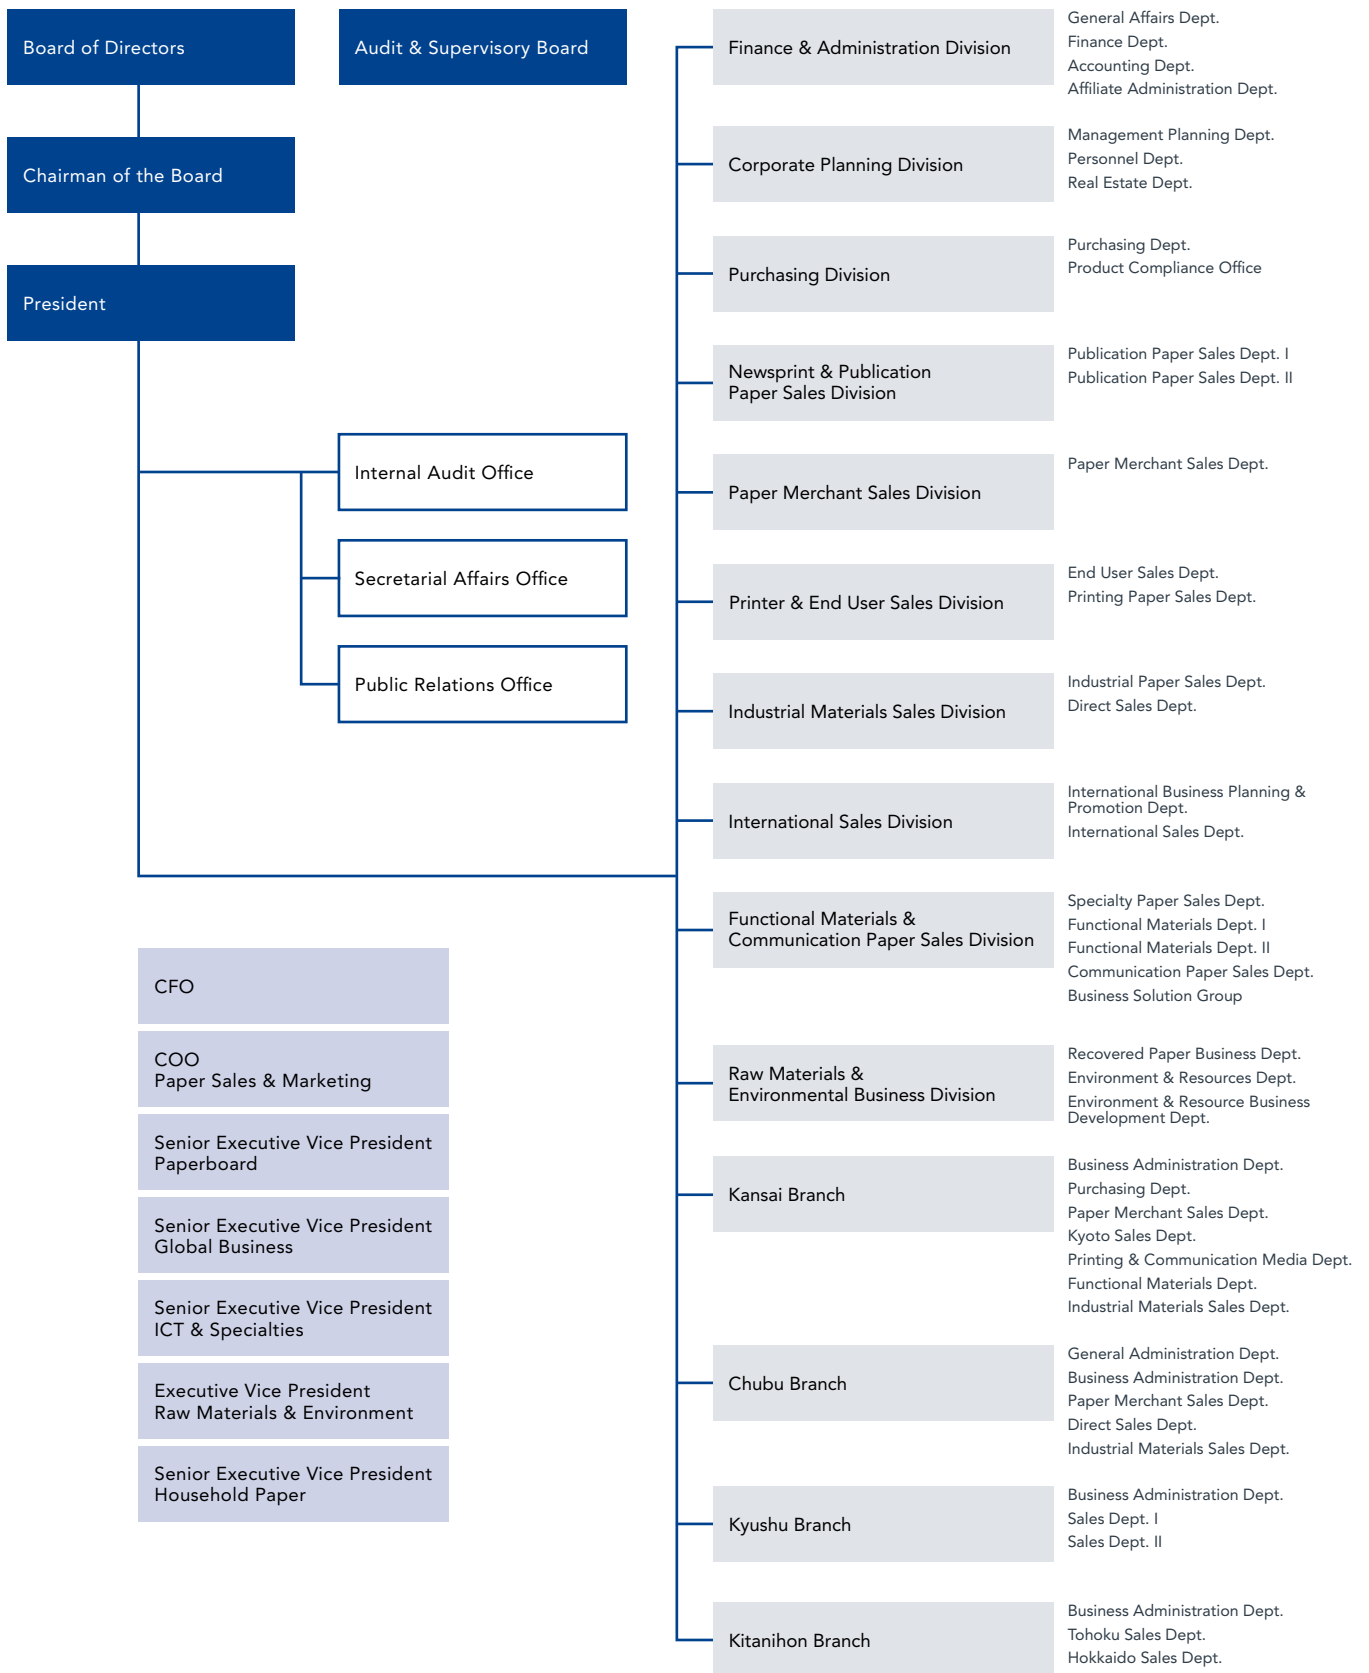 Board of Directors
Audit & Supervisory Board
Chairman of the Board
President
Internal Audit Office
Secretarial Affairs Office
Public Relations Office
CFO
COO
Paper Sales & Marketing
Senior Executive Vice President
Paperboard
Senior Executive Vice President
Global Business
Senior Executive Vice President
ICT & Specialties
Executive Vice President
Raw Materials & Environment
Senior Executive Vice President
Household Paper
Finance & Administration Division
General Affairs Dept.
Finance Dept.
Accounting Dept.
Affiliate Administration Dept.
Corporate Planning Division
Management Planning Dept.
Personnel Dept.
Real Estate Dept.
Purchasing Division
Purchasing Dept.
Product Compliance Office
Newsprint & Publication
Paper Sales Division
Publication Paper Sales Dept. I
Publication Paper Sales Dept. II
Paper Merchant Sales Division
Paper Merchant Sales Dept.
Printer & End User Sales Division
End User Sales Dept.
Printing Paper Sales Dept.
Industrial Materials Sales Division
Industrial Paper Sales Dept.
Direct Sales Dept.
International Sales Division
International Business Planning &
Promotion Dept.
International Sales Dept.
Functional Materials &
Communication Paper Sales Division
Specialty Paper Sales Dept.
Functional Materials Dept. I
Functional Materials Dept. II
Communication Paper Sales Dept.
Business Solution Group
Raw Materials &
Environmental Business Division
Recovered Paper Business Dept.
Environment & Resources Dept.
Environment & Resource Business
Development Dept.
Kansai Branch
Business Administration Dept.
Purchasing Dept.
Paper Merchant Sales Dept.
Kyoto Sales Dept.
Printing & Communication Media Dept.
Functional Materials Dept.
Industrial Materials Sales Dept.
Chubu Branch
General Administration Dept.
Business Administration Dept.
Paper Merchant Sales Dept.
Direct Sales Dept.
Industrial Materials Sales Dept.
Kyushu Branch
Business Administration Dept.
Sales Dept. I
Sales Dept. II
Kitanihon Branch
Business Administration Dept.
Tohoku Sales Dept.
Hokkaido Sales Dept.